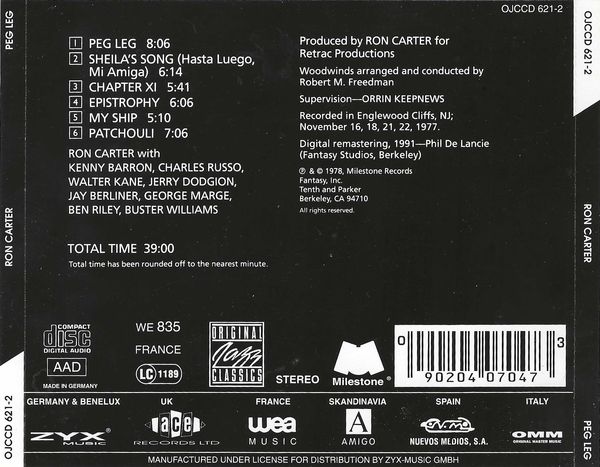 OJCCD 621-2
PEG LEG
RON CARTER
OJCCD 621-2
1 PEG LEG 8:06
2 SHEILA'S SONG (Hasta Luego,
Mi Amiga) 6:14
3 CHAPTER XI 5:41
4 EPISTROPHY 6:06
5 MY SHIP 5:10
6 PATCHOULI 7:06
RON CARTER with
KENNY BARRON, CHARLES RUSSO,
WALTER KANE, JERRY DODGION,
JAY BERLINER, GEORGE MARGE,
BEN RILEY, BUSTER WILLIAMS
TOTAL TIME 39:00
Total time has been rounded off to the nearest minute.
Produced by RON CARTER for
Retrac Productions
Woodwinds arranged and conducted by
Robert M. Freedman
Supervision—ORRIN KEEPNEWS
Recorded in Englewood Cliffs, NJ;
November 16, 18, 21, 22, 1977.
Digital remastering, 1991—Phil De Lancie
(Fantasy Studios, Berkeley)
℗ & © 1978, Milestone Records
Fantasy, Inc.
Tenth and Parker
Berkeley, CA 94710
All rights reserved.
COMPACT
disc
DIGITAL AUDIO
AAD
MADE IN GERMANY
WE 835
FRANCE
LC 1189
ORIGINAL
Jazz
CLASSICS
STEREO
Milestone®
0 90204 07047 3
GERMANY & BENELUX
ZYX
MUSIC
UK
ace
RECORDS LTD
FRANCE
wea
MUSIC
SKANDINAVIA
A
AMIGO
SPAIN
N.M.
NUEVOS MEDIOS, S.A.
ITALY
OMM
ORIGINAL MASTER MUSIC
MANUFACTURED UNDER LICENSE FOR DISTRIBUTION BY ZYX-MUSIC GMBH
OJCCD 621-2
RON CARTER
PEG LEG